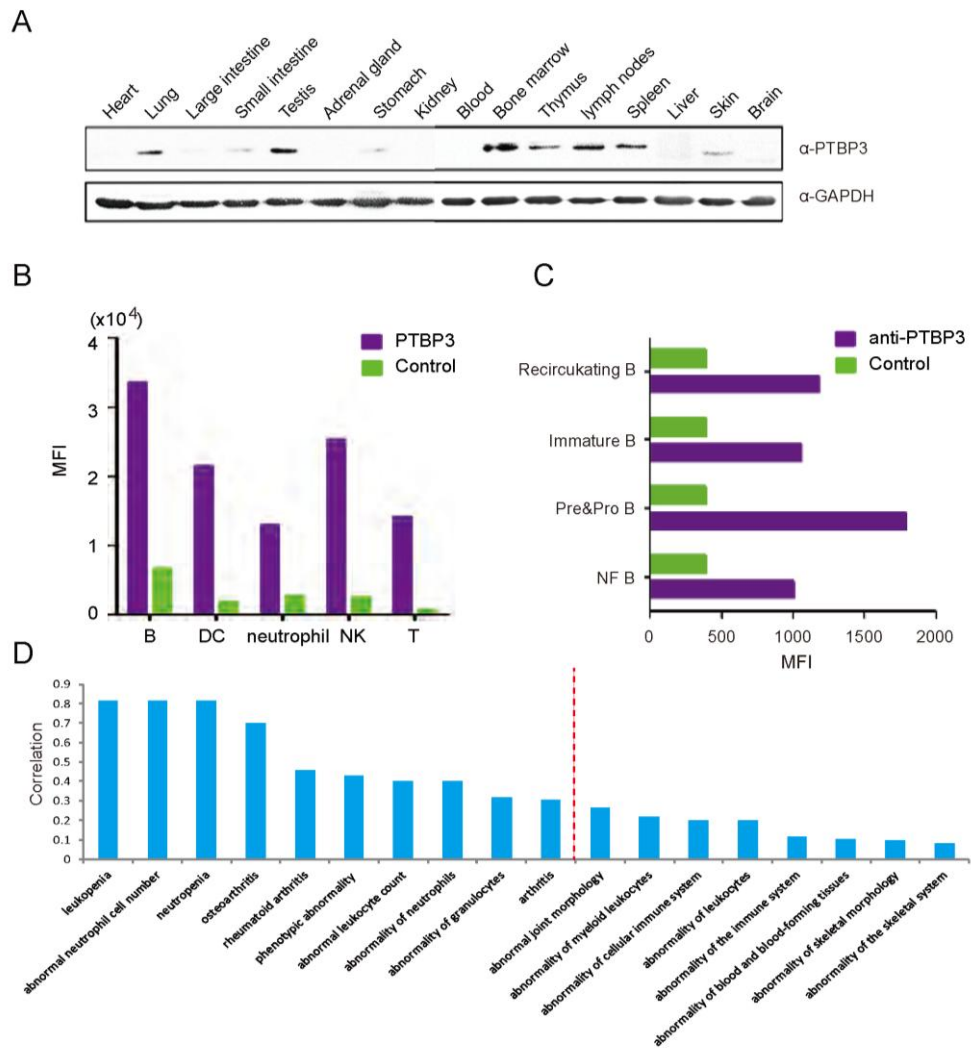 A
Heart
Lung
Large intestine
Small intestine
Testis
Adrenal gland
Stomach
Kidney
Blood
Bone marrow
Thymus
lymph nodes
Spleen
Liver
Skin
Brain
α-PTBP3
α-GAPDH
B
(x10⁴)
4
3
2
1
0
MFI
PTBP3
Control
B
DC
neutrophil
NK
T
C
anti-PTBP3
Control
Recircukating B
Immature B
Pre&Pro B
NF B
0
500
1000
1500
2000
MFI
D
0.9
0.8
0.7
0.6
0.5
0.4
0.3
0.2
0.1
0
Correlation
leukopenia
abnormal neutrophil cell number
neutropenia
osteoarthritis
rheumatoid arthritis
phenotypic abnormality
abnormal leukocyte count
abnormality of neutrophils
abnormality of granulocytes
arthritis
abnormal joint morphology
abnormality of myeloid leukocytes
abnormality of cellular immune system
abnormality of leukocytes
abnormality of the immune system
abnormality of blood and blood-forming tissues
abnormality of skeletal morphology
abnormality of the skeletal system